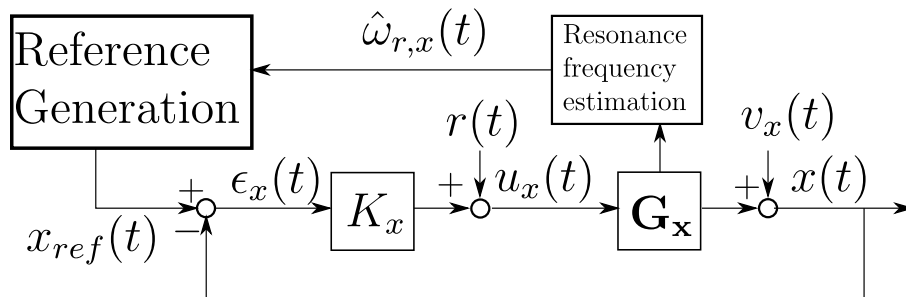 Reference
Generation
ω̂_{r,x}(t)
Resonance
frequency
estimation
r(t)
v_x(t)
+
ϵ_x(t)
K_x
+
u_x(t)
G_x
+
x(t)
x_{ref}(t)
−